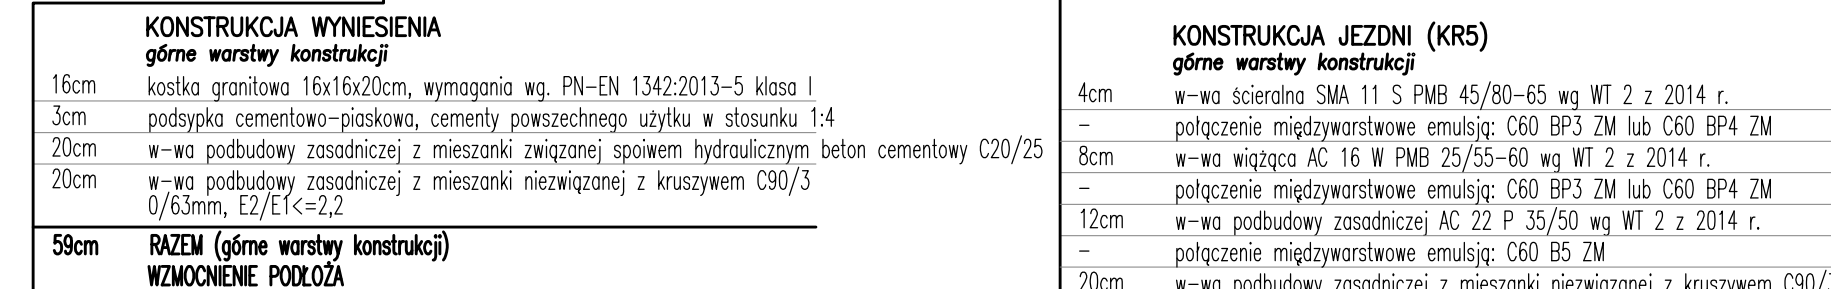 KONSTRUKCJA WYNIESIENIA
górne warstwy konstrukcji
16cm kostka granitowa 16x16x20cm, wymagania wg. PN-EN 1342:2013-5 klasa I
3cm podsypka cementowo-piaskowa, cementy powszechnego użytku w stosunku 1:4
20cm w-wa podbudowy zasadniczej z mieszanki związanej spoiwem hydraulicznym beton cementowy C20/25
20cm w-wa podbudowy zasadniczej z mieszanki niezwiązanej z kruszywem C90/3
0/63mm, E2/E1<=2,2
59cm RAZEM (górne warstwy konstrukcji)
WZMOCNIENIE PODŁOŻA
KONSTRUKCJA JEZDNI (KR5)
górne warstwy konstrukcji
4cm w-wa ścieralna SMA 11 S PMB 45/80-65 wg WT 2 z 2014 r.
- połączenie międzywarstwowe emulsją: C60 BP3 ZM lub C60 BP4 ZM
8cm w-wa wiążąca AC 16 W PMB 25/55-60 wg WT 2 z 2014 r.
- połączenie międzywarstwowe emulsją: C60 BP3 ZM lub C60 BP4 ZM
12cm w-wa podbudowy zasadniczej AC 22 P 35/50 wg WT 2 z 2014 r.
- połączenie międzywarstwowe emulsją: C60 B5 ZM
20cm w-wa podbudowy zasadniczej z mieszanki niezwiązanej z kruszywem C90/3